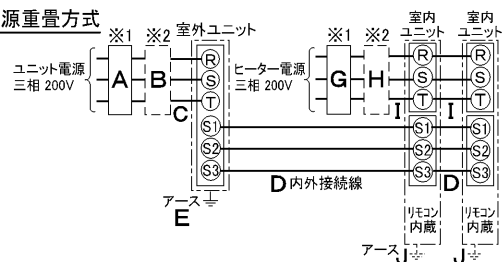 源重畳方式
※1 ※2 室外ユニット
ユニット電源
三相 200V
A B C
R
S
T
S1
S2
S3
アース
E
※1 ※2
ヒーター電源
三相 200V
G H I I
室内
ユニット
室内
ユニット
R R
S S
T T
S1 S1
S2 S2
S3 S3
D 内外接続線
D
リモコン
内蔵
リモコン
内蔵
アース J J